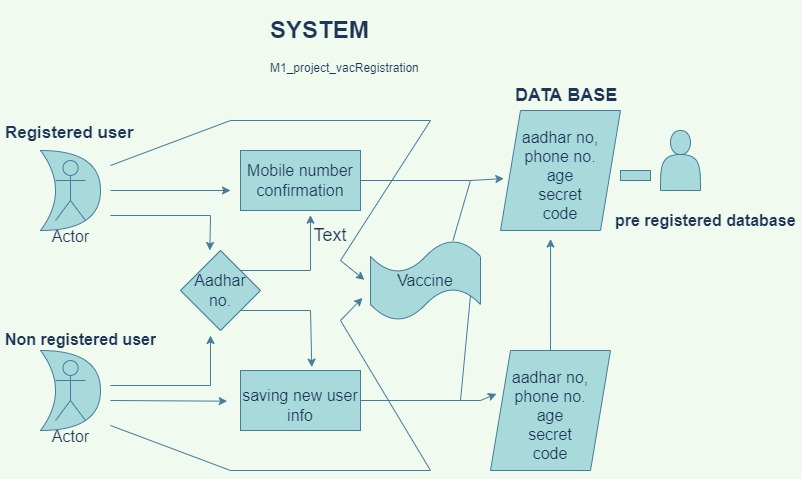 SYSTEM
M1_project_vacRegistration
DATA BASE
Registered user
Actor
Mobile number
confirmation
aadhar no,
phone no.
age
secret
code
pre registered database
Text
Aadhar
no.
Vaccine
Non registered user
Actor
saving new user
info
aadhar no,
phone no.
age
secret
code